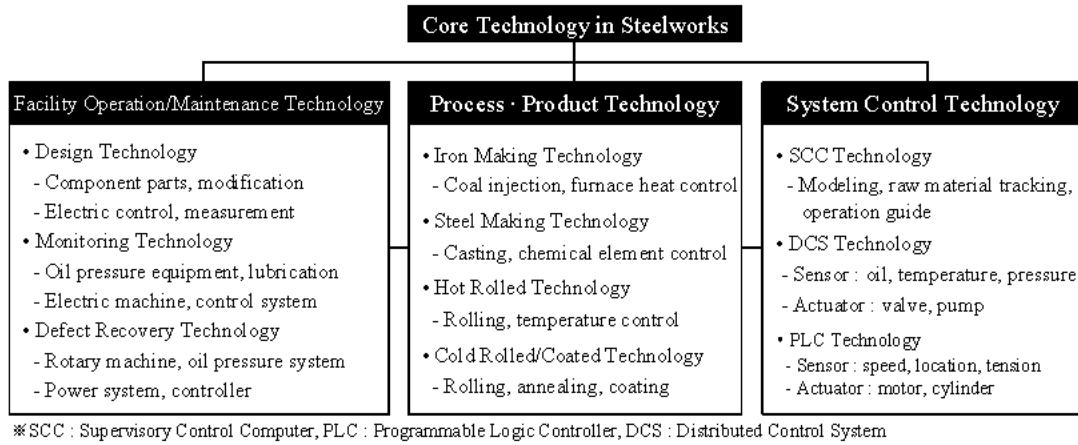 Core Technology in Steelworks
Facility Operation/Maintenance Technology
• Design Technology
- Component parts, modification
- Electric control, measurement
• Monitoring Technology
- Oil pressure equipment, lubrication
- Electric machine, control system
• Defect Recovery Technology
- Rotary machine, oil pressure system
- Power system, controller
Process · Product Technology
• Iron Making Technology
- Coal injection, furnace heat control
• Steel Making Technology
- Casting, chemical element control
• Hot Rolled Technology
- Rolling, temperature control
• Cold Rolled/Coated Technology
- Rolling, annealing, coating
System Control Technology
• SCC Technology
- Modeling, raw material tracking,
operation guide
• DCS Technology
- Sensor : oil, temperature, pressure
- Actuator : valve, pump
• PLC Technology
- Sensor : speed, location, tension
- Actuator : motor, cylinder
※SCC : Supervisory Control Computer, PLC : Programmable Logic Controller, DCS : Distributed Control System